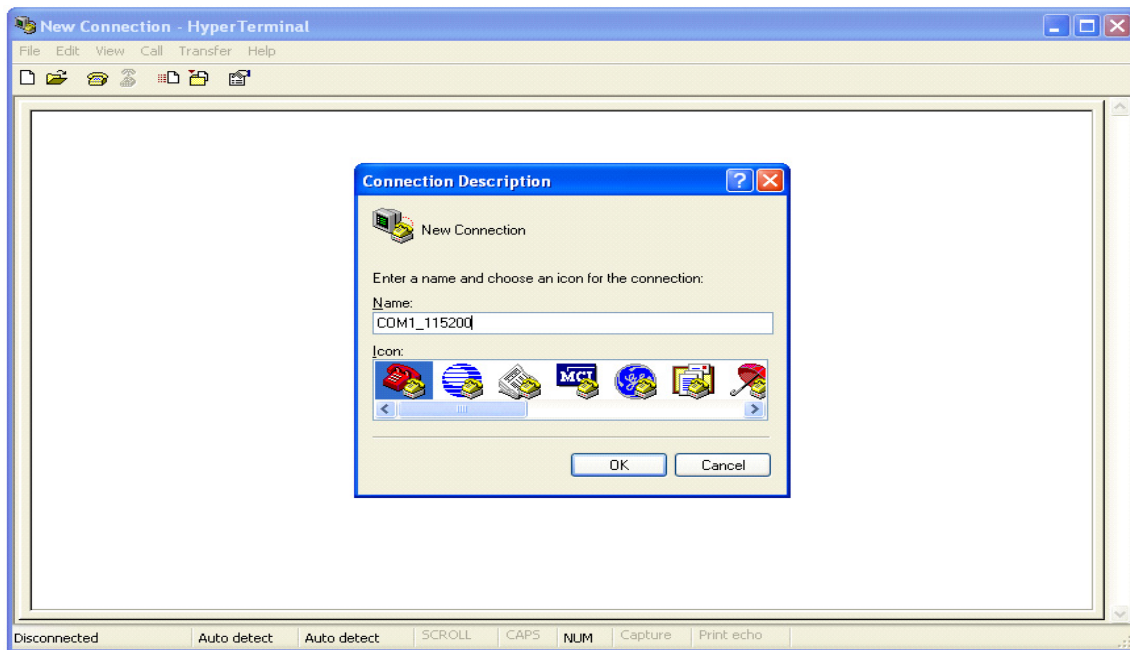 New Connection - HyperTerminal
File Edit View Call Transfer Help
Connection Description
New Connection
Enter a name and choose an icon for the connection:
Name:
COM1_115200
Icon:
MCI
OK Cancel
Disconnected Auto detect Auto detect SCROLL CAPS NUM Capture Print echo